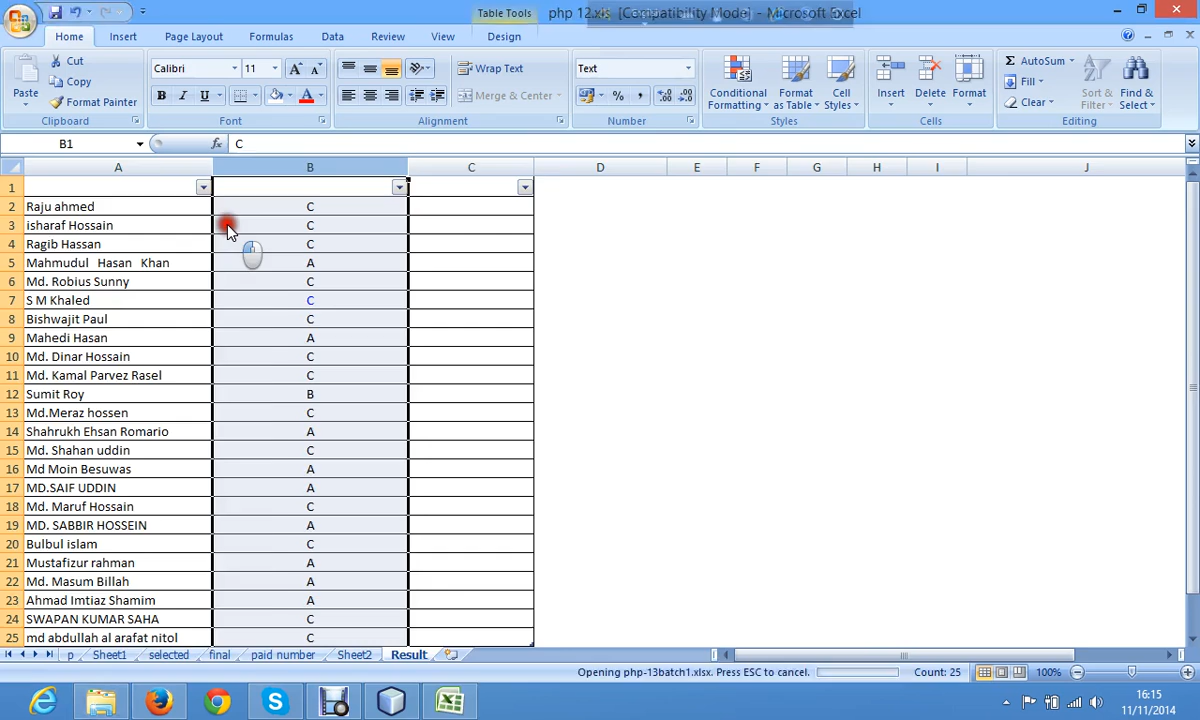 Table Tools
php 12.xls [Compatibility Mode] - Microsoft Excel
Home Insert Page Layout Formulas Data Review View Design
Paste
Cut
Copy
Format Painter
Clipboard
Calibri 11
B I U
Font
Wrap Text
Merge & Center
Alignment
Text
% ,
Number
Conditional Formatting
Format as Table
Cell Styles
Styles
Insert Delete Format
Cells
Σ AutoSum
Fill
Clear
Sort & Filter
Find & Select
Editing
B1 fx C
A B C D E F G H I J
1
2 Raju ahmed C
3 isharaf Hossain C
4 Ragib Hassan C
5 Mahmudul Hasan Khan A
6 Md. Robius Sunny C
7 S M Khaled C
8 Bishwajit Paul C
9 Mahedi Hasan A
10 Md. Dinar Hossain C
11 Md. Kamal Parvez Rasel C
12 Sumit Roy B
13 Md.Meraz hossen C
14 Shahrukh Ehsan Romario A
15 Md. Shahan uddin C
16 Md Moin Besuwas A
17 MD.SAIF UDDIN A
18 Md. Maruf Hossain C
19 MD. SABBIR HOSSEIN A
20 Bulbul islam C
21 Mustafizur rahman A
22 Md. Masum Billah A
23 Ahmad Imtiaz Shamim A
24 SWAPAN KUMAR SAHA C
25 md abdullah al arafat nitol C
p Sheet1 selected final paid number Sheet2 Result
Opening php-13batch1.xlsx. Press ESC to cancel. Count: 25 100%
16:15
11/11/2014